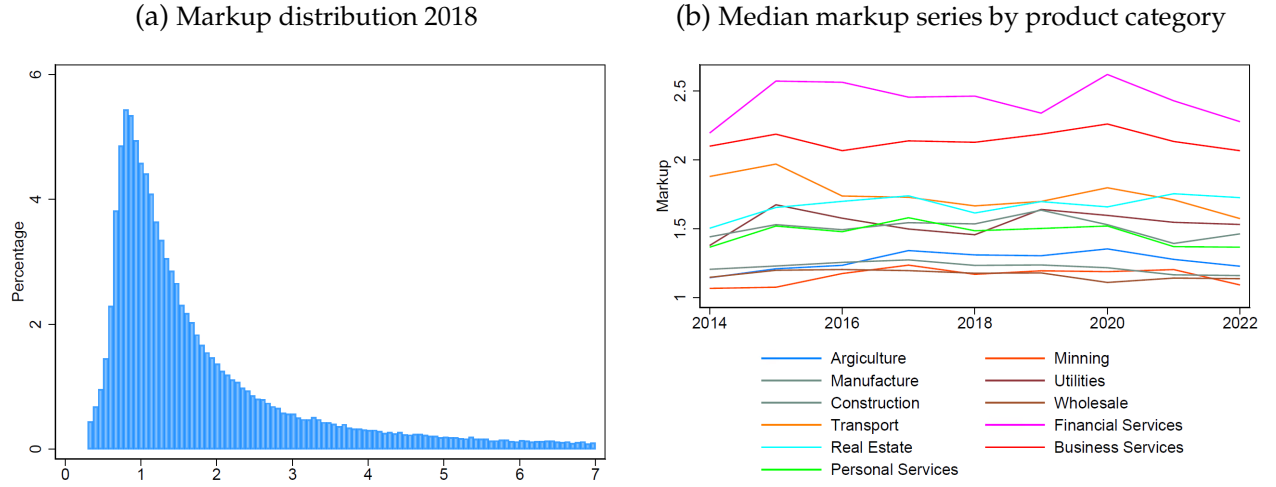 (a) Markup distribution 2018
Percentage
6
4
2
0
0 1 2 3 4 5 6 7
(b) Median markup series by product category
Markup
2.5
2
1.5
1
2014 2016 2018 2020 2022
Argiculture Minning
Manufacture Utilities
Construction Wholesale
Transport Financial Services
Real Estate Business Services
Personal Services